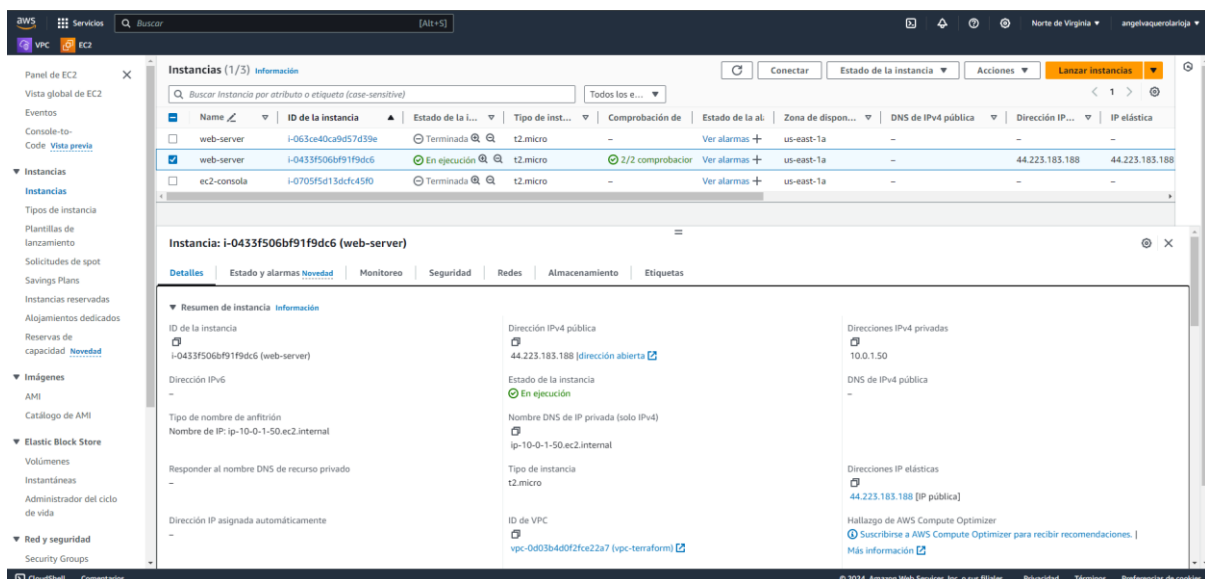 aws Servicios Buscar [Alt+S] Norte de Virginia angelvaquerolarioja
VPC EC2
Panel de EC2
Vista global de EC2
Eventos
Console-to-
Code Vista previa
Instancias
Instancias
Tipos de instancia
Plantillas de
lanzamiento
Solicitudes de spot
Savings Plans
Instancias reservadas
Alojamientos dedicados
Reservas de
capacidad Novedad
Imágenes
AMI
Catálogo de AMI
Elastic Block Store
Volúmenes
Instantáneas
Administrador del ciclo
de vida
Red y seguridad
Security Groups
Instancias (1/3) Información Conectar Estado de la instancia Acciones Lanzar instancias
Buscar Instancia por atributo o etiqueta (case-sensitive) Todos los e... 1
Name ID de la instancia Estado de la i... Tipo de inst... Comprobación de Estado de la al Zona de dispon... DNS de IPv4 pública Dirección IP... IP elástica
web-server i-063ce40ca9d57d39e Terminada t2.micro – Ver alarmas + us-east-1a – – –
web-server i-0433f506bf91f9dc6 En ejecución t2.micro 2/2 comprobacior Ver alarmas + us-east-1a – 44.223.183.188 44.223.183.188
ec2-consola i-0705f5d13dcfc45f0 Terminada t2.micro – Ver alarmas + us-east-1a – – –
Instancia: i-0433f506bf91f9dc6 (web-server)
Detalles Estado y alarmas Novedad Monitoreo Seguridad Redes Almacenamiento Etiquetas
Resumen de instancia Información
ID de la instancia Dirección IPv4 pública Direcciones IPv4 privadas
i-0433f506bf91f9dc6 (web-server) 44.223.183.188 |dirección abierta 10.0.1.50
Dirección IPv6 Estado de la instancia DNS de IPv4 pública
– En ejecución –
Tipo de nombre de anfitrión Nombre DNS de IP privada (solo IPv4)
Nombre de IP: ip-10-0-1-50.ec2.internal ip-10-0-1-50.ec2.internal
Responder al nombre DNS de recurso privado Tipo de instancia Direcciones IP elásticas
– t2.micro 44.223.183.188 [IP pública]
Dirección IP asignada automáticamente ID de VPC Hallazgo de AWS Compute Optimizer
– vpc-0d03b4d0f2fce22a7 (vpc-terraform) Suscribirse a AWS Compute Optimizer para recibir recomendaciones. |
Más información
CloudShell Comentarios © 2024, Amazon Web Services, Inc. o sus filiales. Privacidad Términos Preferencias de cookies